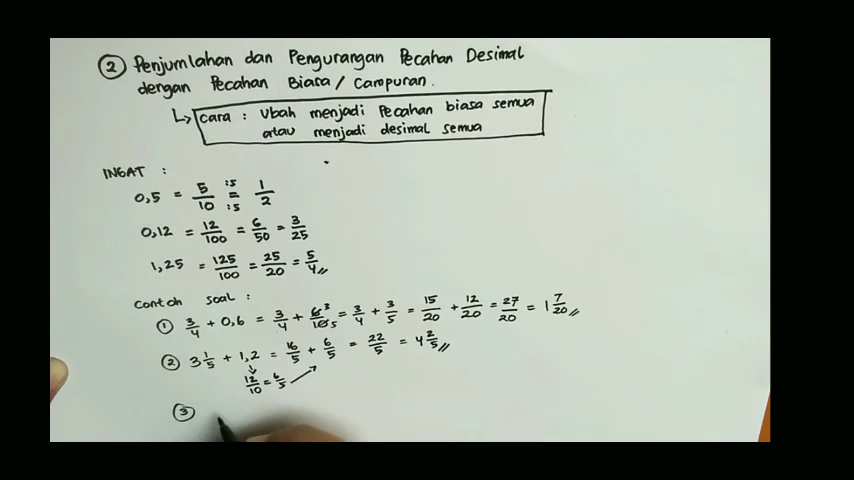 ② Penjumlahan dan Pengurangan Pecahan Desimal
dengan Pecahan Biasa / Campuran.
↳ Cara : Ubah menjadi Pecahan biasa semua
atau menjadi desimal semua
INGAT :
0,5 = 5/10 :5 = :5 1/2
0,12 = 12/100 = 6/50 = 3/25
1,25 = 125/100 = 25/20 = 5/4 //
Contoh soal :
① 3/4 + 0,6 = 3/4 + 6 3/10 5 = 3/4 + 3/5 = 15/20 + 12/20 = 27/20 = 1 7/20 //
② 3 1/5 + 1,2 = 16/5 + 6/5 = 22/5 = 4 2/5 //
↓ 12/10 = 6/5 ↗
③